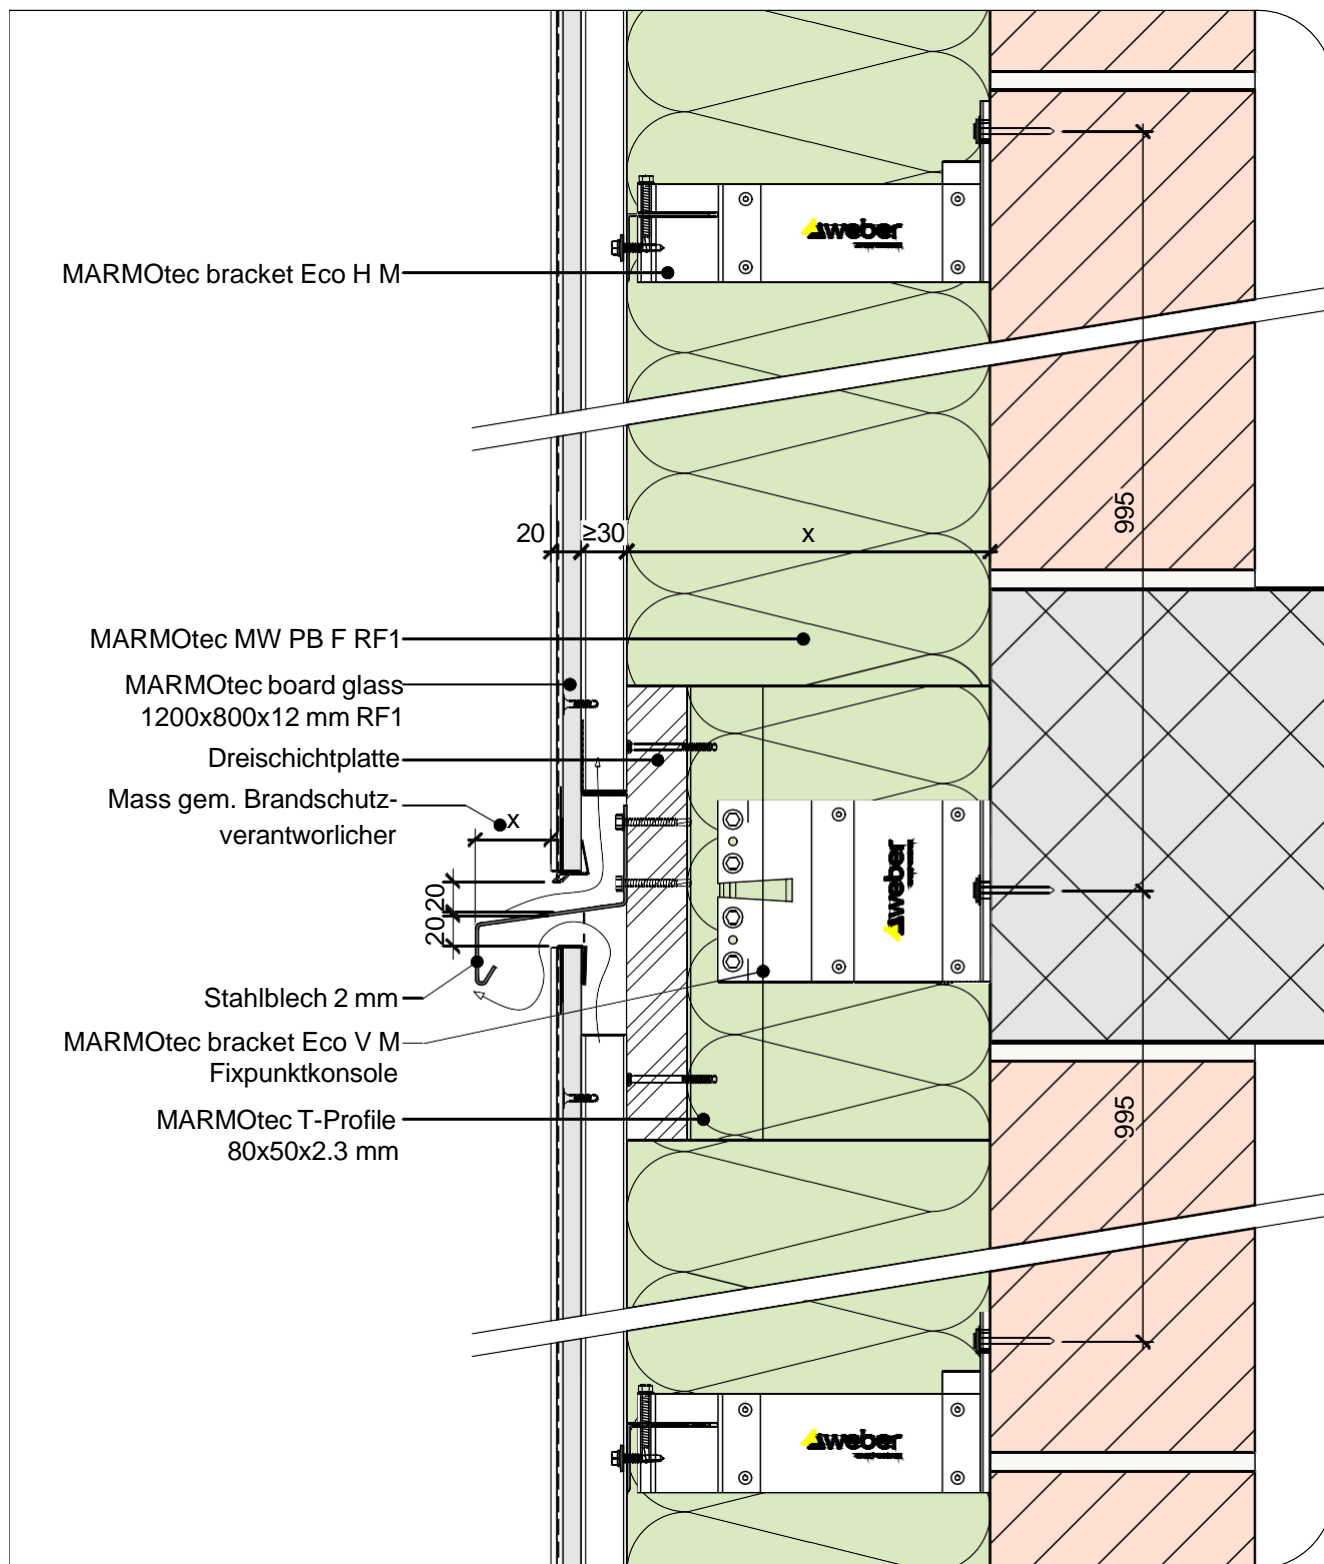 weber
MARMOtec bracket Eco H M
995
20
≥30
x
MARMOtec MW PB F RF1
MARMOtec board glass
1200x800x12 mm RF1
Dreischichtplatte
Mass gem. Brandschutz-
verantworlicher
x
20
20
weber
Stahlblech 2 mm
MARMOtec bracket Eco V M
Fixpunktkonsole
MARMOtec T-Profile
80x50x2.3 mm
995
weber